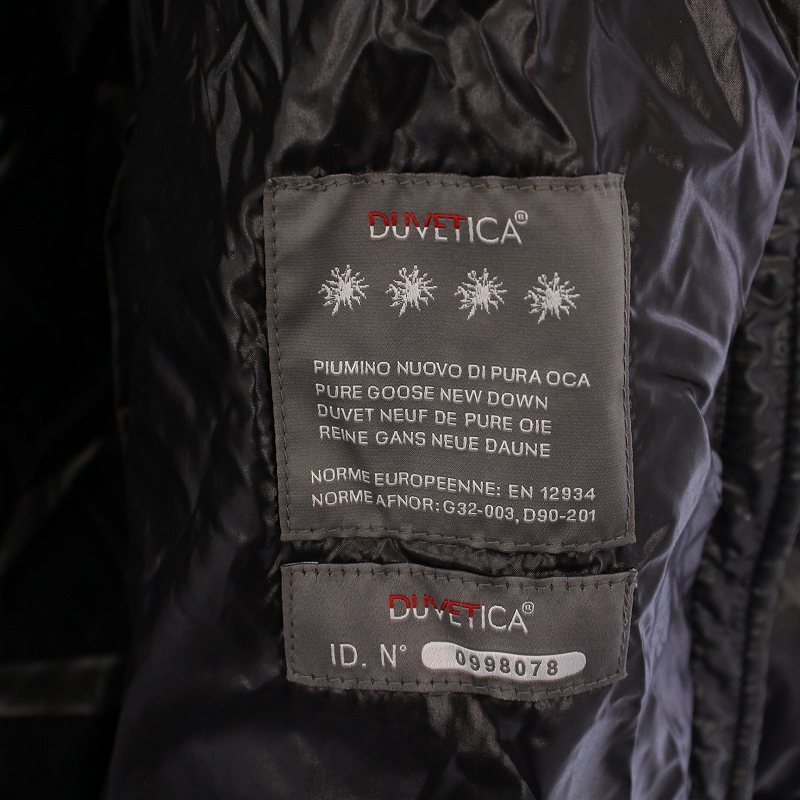 DUVETICA®
PIUMINO NUOVO DI PURA OCA
PURE GOOSE NEW DOWN
DUVET NEUF DE PURE OIE
REINE GANS NEUE DAUNE
NORME EUROPEENNE: EN 12934
NORME AFNOR: G32-003, D90-201
DUVETICA®
ID. N° 0998078